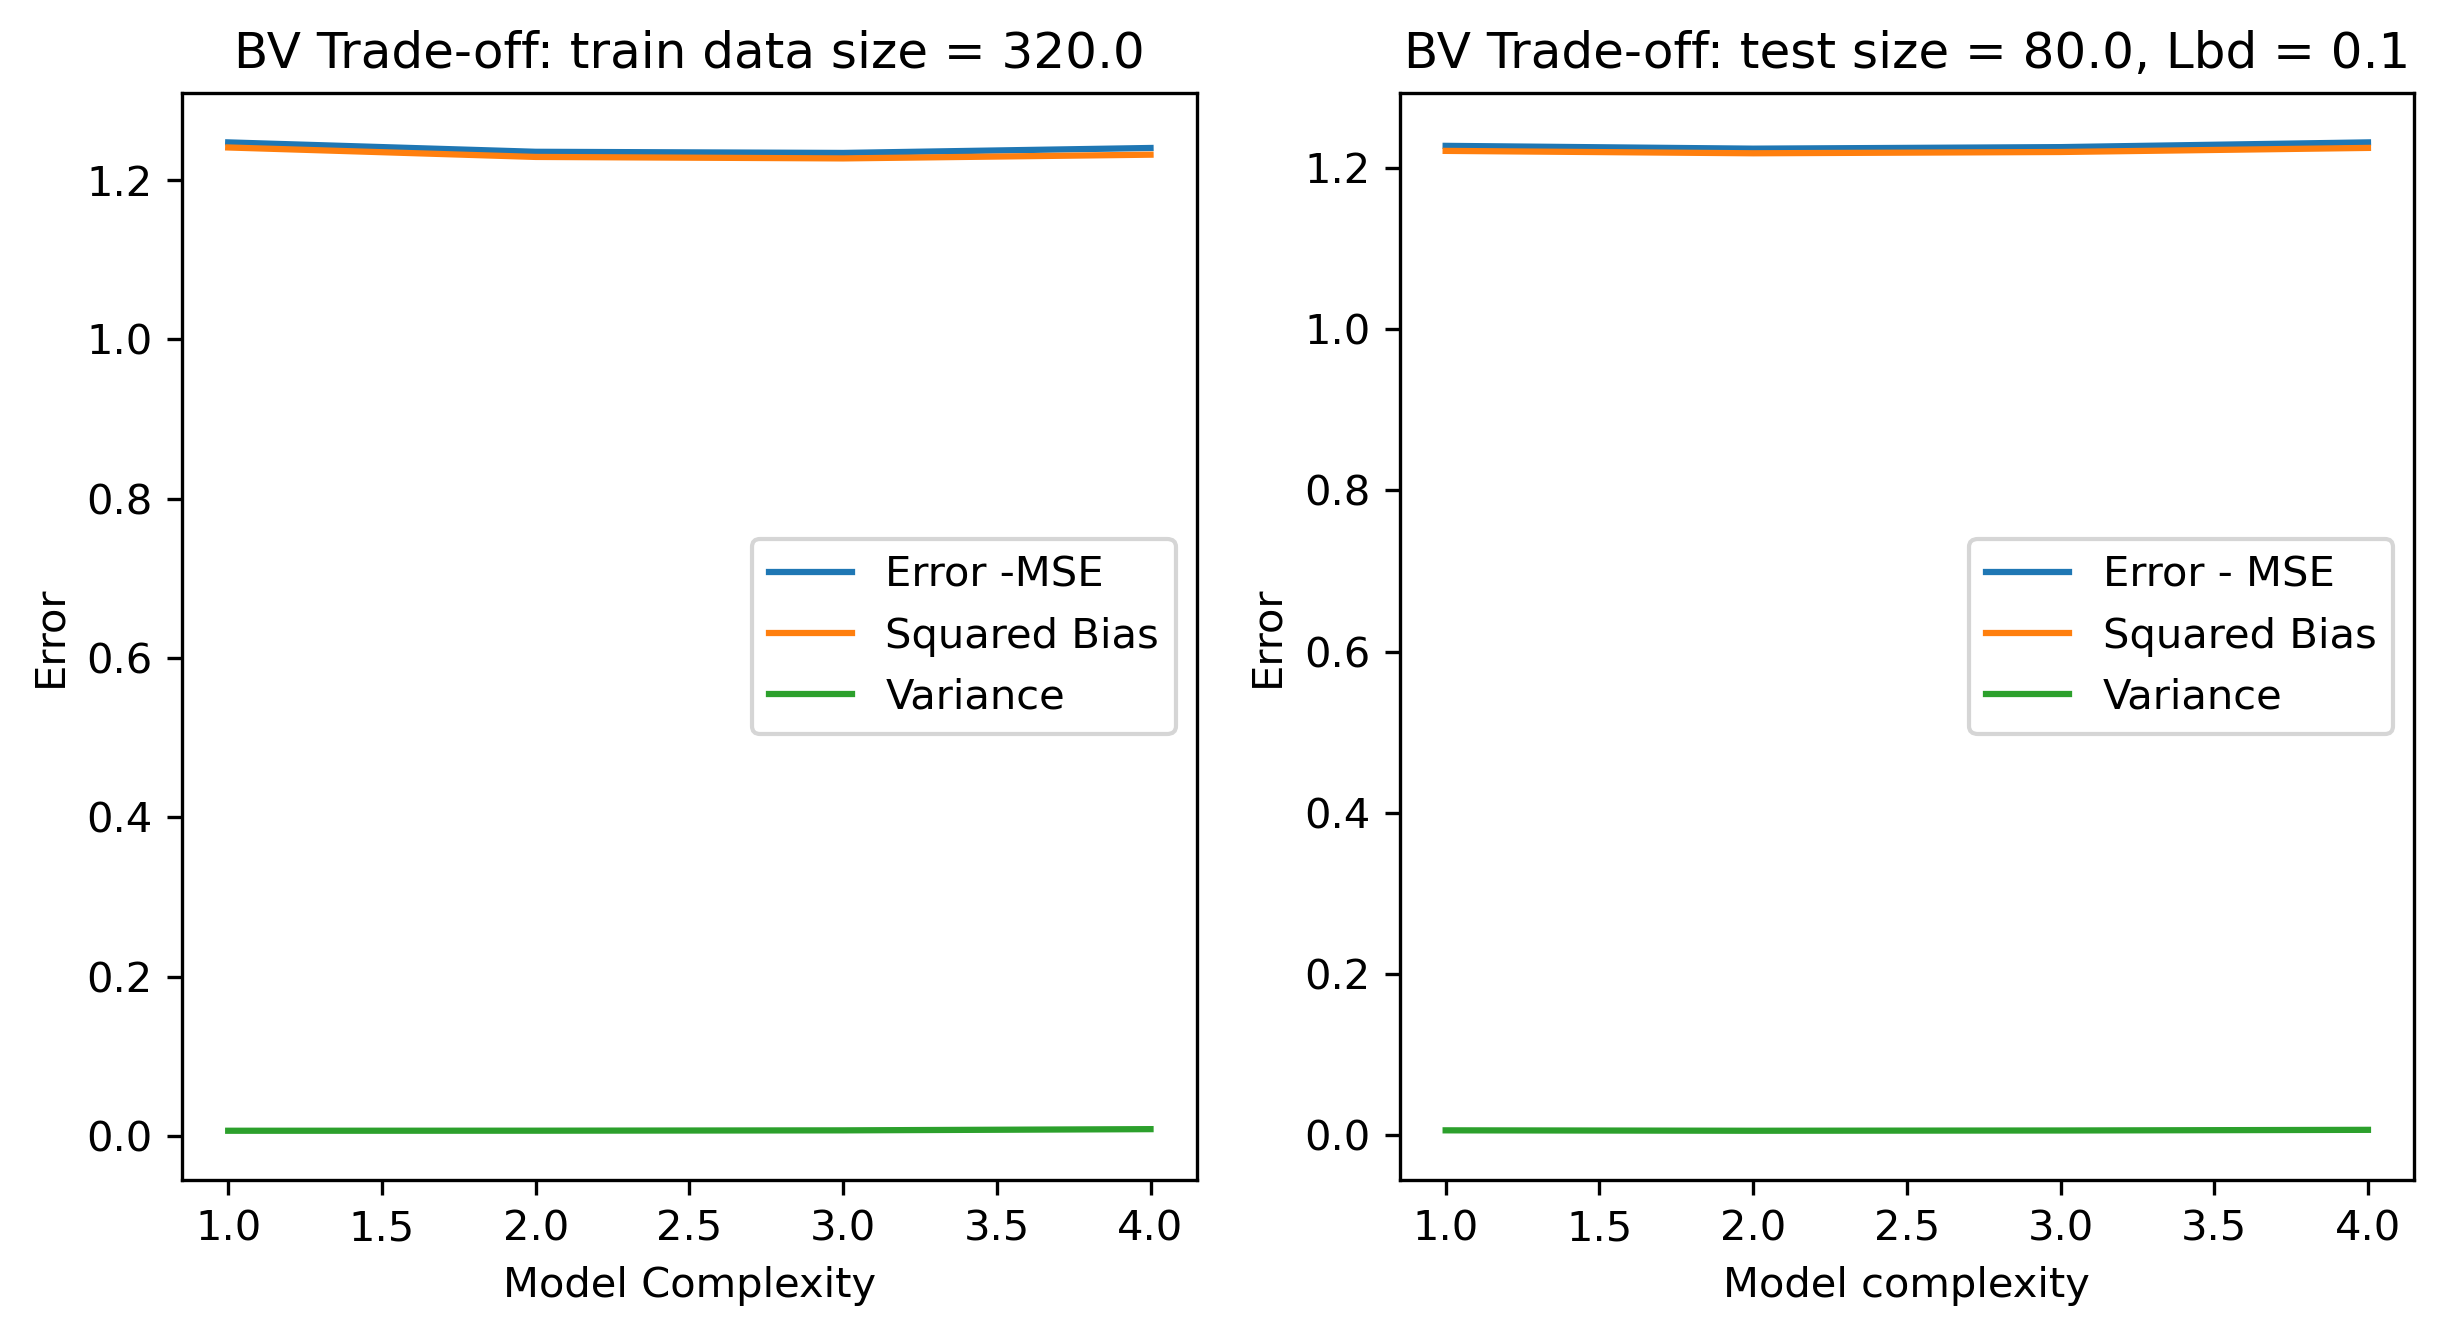 BV Trade-off: train data size = 320.0
1.2
1.0
0.8
0.6
0.4
0.2
0.0
Error
Error -MSE
Squared Bias
Variance
1.0 1.5 2.0 2.5 3.0 3.5 4.0
Model Complexity
BV Trade-off: test size = 80.0, Lbd = 0.1
1.2
1.0
0.8
0.6
0.4
0.2
0.0
Error
Error - MSE
Squared Bias
Variance
1.0 1.5 2.0 2.5 3.0 3.5 4.0
Model complexity